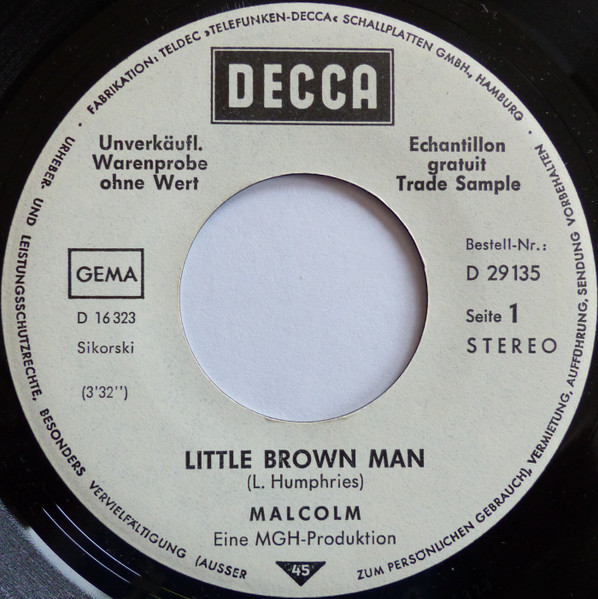 · FABRIKATION: TELDEC »TELEFUNKEN-DECCA« SCHALLPLATTEN GMBH., HAMBURG ·
URHEBER- UND LEISTUNGSSCHUTZRECHTE, BESONDERS VERVIELFÄLTIGUNG (AUSSER ZUM PERSÖNLICHEN GEBRAUCH), VERMIETUNG, AUFFÜHRUNG, SENDUNG VORBEHALTEN
DECCA
Unverkäufl.
Warenprobe
ohne Wert
Echantillon
gratuit
Trade Sample
GEMA
D 16 323
Sikorski
(3'32'')
Bestell-Nr.:
D 29 135
Seite 1
STEREO
LITTLE BROWN MAN
(L. Humphries)
MALCOLM
Eine MGH-Produktion
45